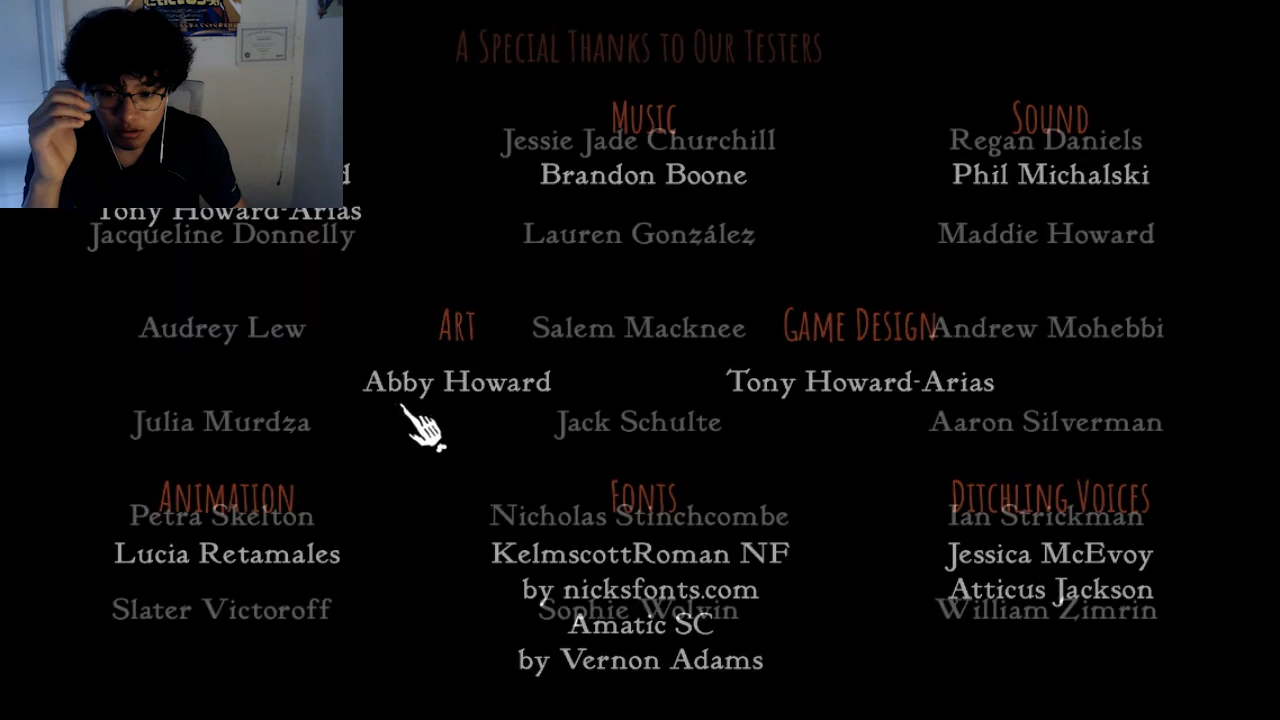 A Special Thanks to Our Testers
Music
Sound
Jessie Jade Churchill
Regan Daniels
Brandon Boone
Phil Michalski
Tony Howard-Arias
Jacqueline Donnelly
Lauren González
Maddie Howard
Art
Game Design
Audrey Lew
Salem Macknee
Andrew Mohebbi
Abby Howard
Tony Howard-Arias
Julia Murdza
Jack Schulte
Aaron Silverman
Animation
Fonts
Ditchling Voices
Petra Skelton
Nicholas Stinchcombe
Ian Strickman
Lucia Retamales
KelmscottRoman NF
Jessica McEvoy
by nicksfonts.com
Atticus Jackson
Slater Victoroff
Sophie Wolvin
William Zimrin
Amatic SC
by Vernon Adams